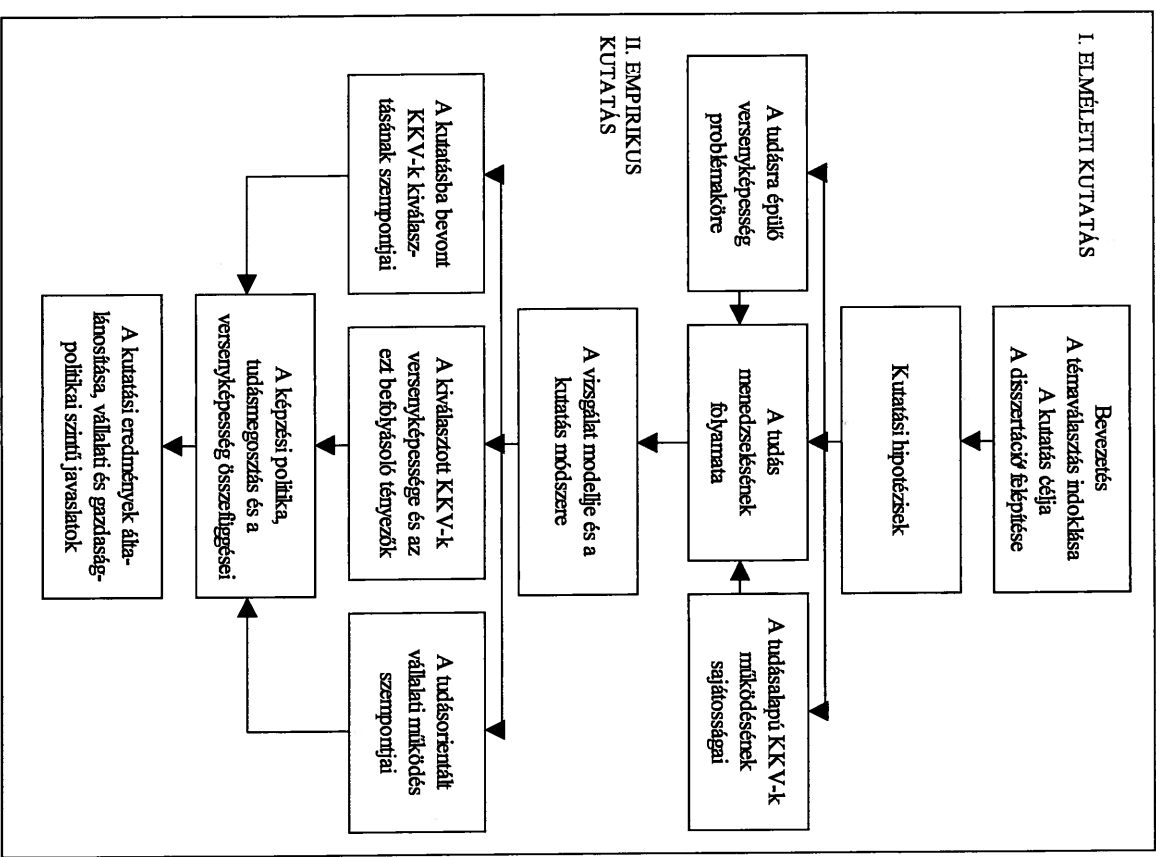 I. ELMÉLETI KUTATÁS
Bevezetés
A témaválasztás indoklása
A kutatás célja
A disszertáció felépítése
Kutatási hipotézisek
A tudásra épülő
versenyképesség
problémaköre
A tudás
menedzselésének
folyamata
A tudásalapú KKV-k
működésének
sajátosságai
A vizsgálat modellje és a
kutatás módszere
II. EMPIRIKUS
KUTATÁS
A kutatásba bevont
KKV-k kiválasz-
tásának szempontjai
A kiválasztott KKV-k
versenyképessége és az
ezt befolyásoló tényezők
A tudásorientált
vállalati működés
szempontjai
A képzési politika,
tudásmegosztás és a
versenyképesség összefüggései
A kutatási eredmények álta-
lánosítása, vállalati és gazdaság-
politikai szintű javaslatok